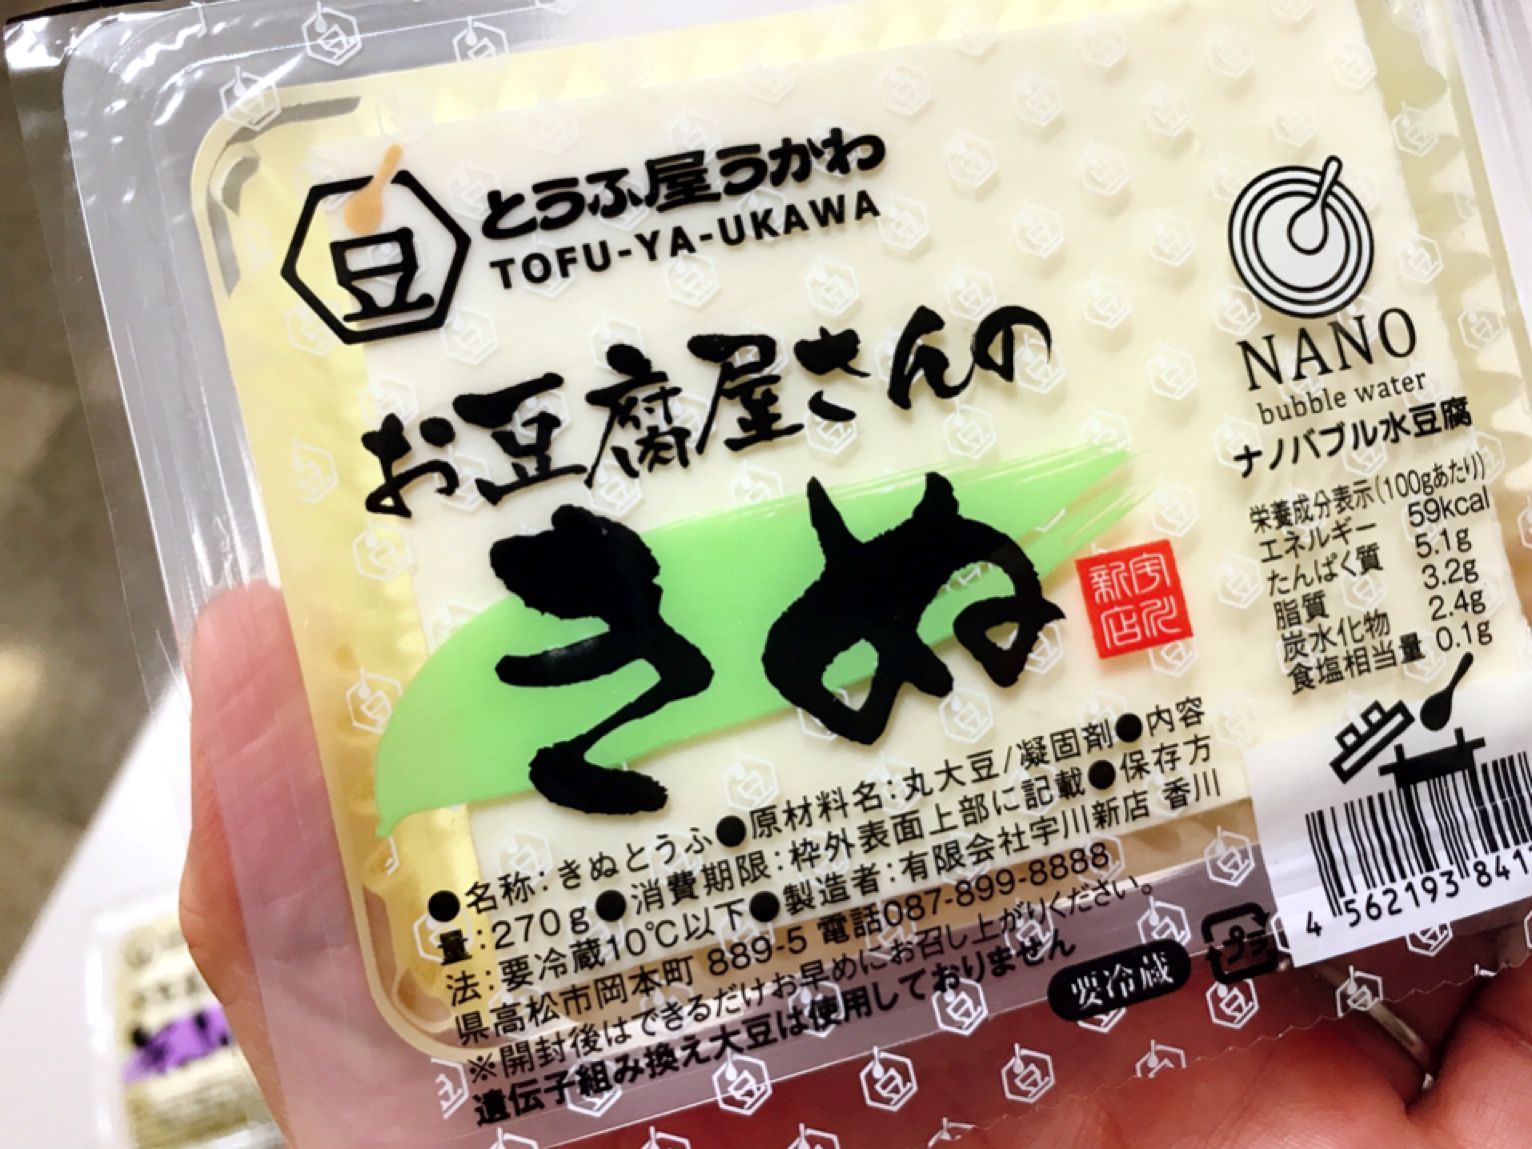 豆
とうふ屋うかわ
TOFU-YA-UKAWA
お豆腐屋さんの
きぬ
宇川
新店
NANO
bubble water
ナノバブル水豆腐
栄養成分表示(100gあたり)
エネルギー 59kcal
たんぱく質 5.1g
脂質 3.2g
炭水化物 2.4g
食塩相当量 0.1g
●名称:きぬとうふ●原材料名:丸大豆/凝固剤●内容
量:270g●消費期限:枠外表面上部に記載●保存方
法:要冷蔵10℃以下●製造者:有限会社宇川新店 香川
県高松市岡本町 889-5 電話087-899-8888
※開封後はできるだけお早めにお召し上がりください。
遺伝子組み換え大豆は使用しておりません
要冷蔵
プラ
4 562193 841